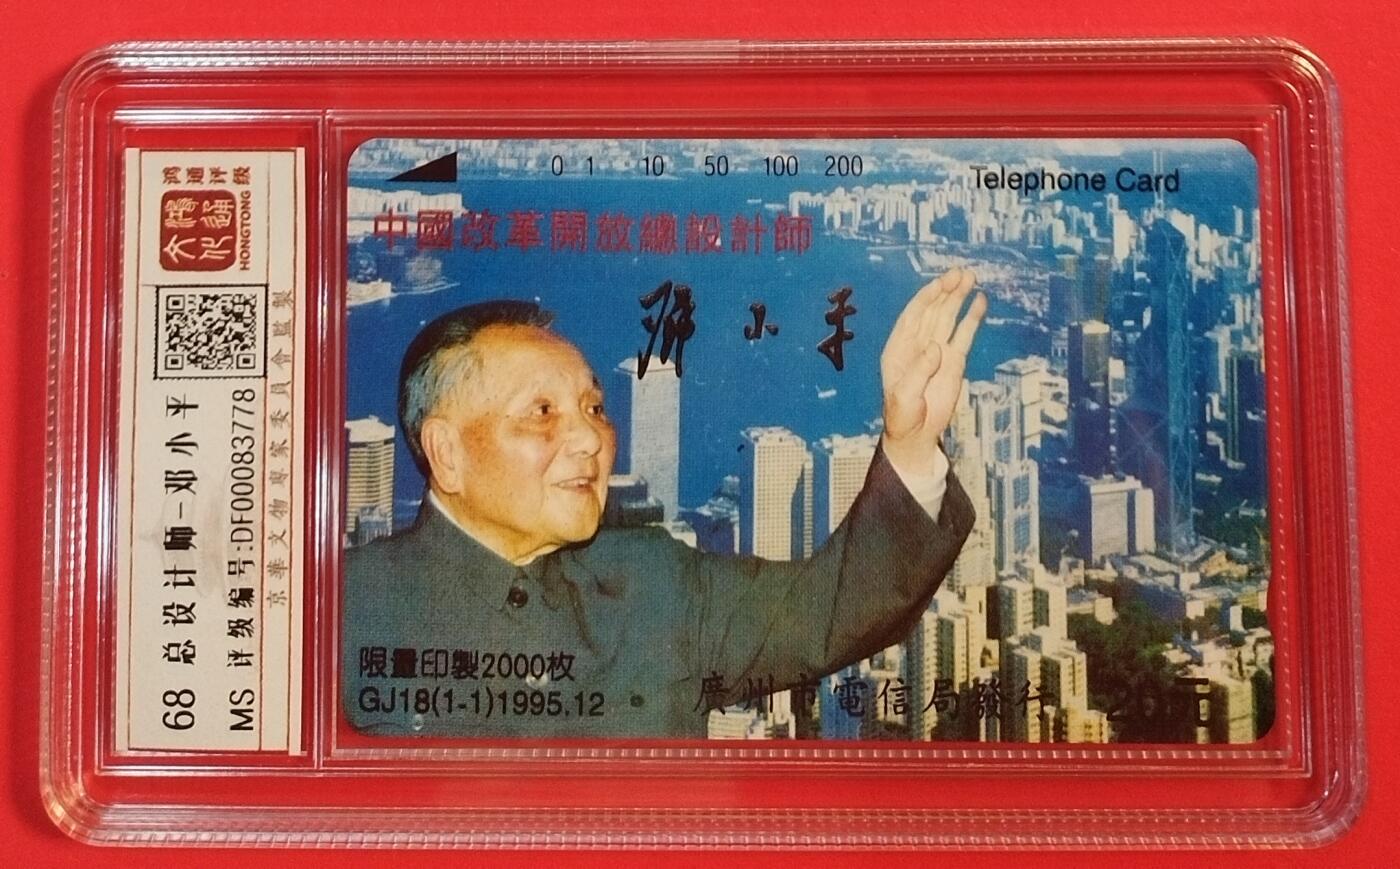 鸿通评级
HONGTONG
68 总设计师-邓小平
MS 评级编号:DF00083778
京華文物專家委員會監製
0 1 10 50 100 200
Telephone Card
中國改革開放總設計師
鄧小平
限量印製2000枚
GJ18(1-1)1995.12
廣州市電信局發行 20元